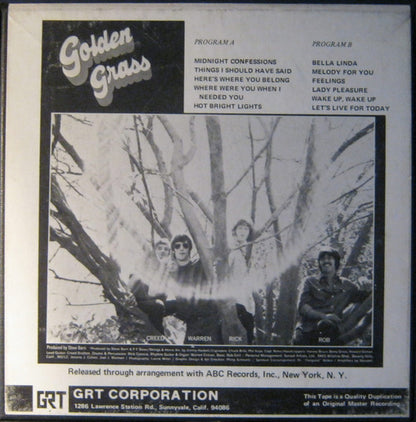 Golden
Grass
PROGRAM A
MIDNIGHT CONFESSIONS
THINGS I SHOULD HAVE SAID
HERE'S WHERE YOU BELONG
WHERE WERE YOU WHEN I
NEEDED YOU
HOT BRIGHT LIGHTS
PROGRAM B
BELLA LINDA
MELODY FOR YOU
FEELINGS
LADY PLEASURE
WAKE UP, WAKE UP
LET'S LIVE FOR TODAY
CREED WARREN RICK ROB
Produced by Steve Barri
Released through arrangement with ABC Records, Inc., New York, N. Y.
GRT
GRT CORPORATION
1286 Lawrence Station Rd., Sunnyvale, Calif. 94086
This Tape is a Quality Duplication
of an Original Master Recording.